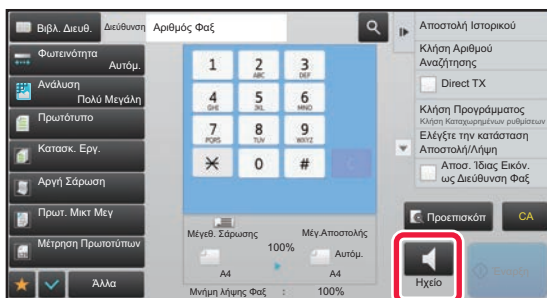 Βιβλ. Διευθ.
Διεύθυνση
Αριθμός Φαξ
Φωτεινότητα
Αυτόμ.
Ανάλυση
Πολύ Μεγάλη
Πρωτότυπο
Κατασκ. Εργ.
Αργή Σάρωση
Πρωτ. Μικτ Μεγ
Μέτρηση Πρωτοτύπων
Άλλα
1
2
ABC
3
DEF
4
GHI
5
JKL
6
MNO
7
PQRS
8
TUV
9
WXYZ
0
#
C
Μέγεθ. Σάρωσης
Μέγ.Αποστολής
100%
Αυτόμ.
A4
A4
Μνήμη λήψης Φαξ : 100%
Αποστολή Ιστορικού
Κλήση Αριθμού
Αναζήτησης
Direct TX
Κλήση Προγράμματος
Κλήση Καταχωρημένων ρυθμίσεων
Ελέγξτε την κατάσταση
Αποστολή/Λήψη
Αποσ. Ίδιας Εικόν.
ως Διεύθυνση Φαξ
Προεπισκόπ
CA
Ηχείο
Έναρξη